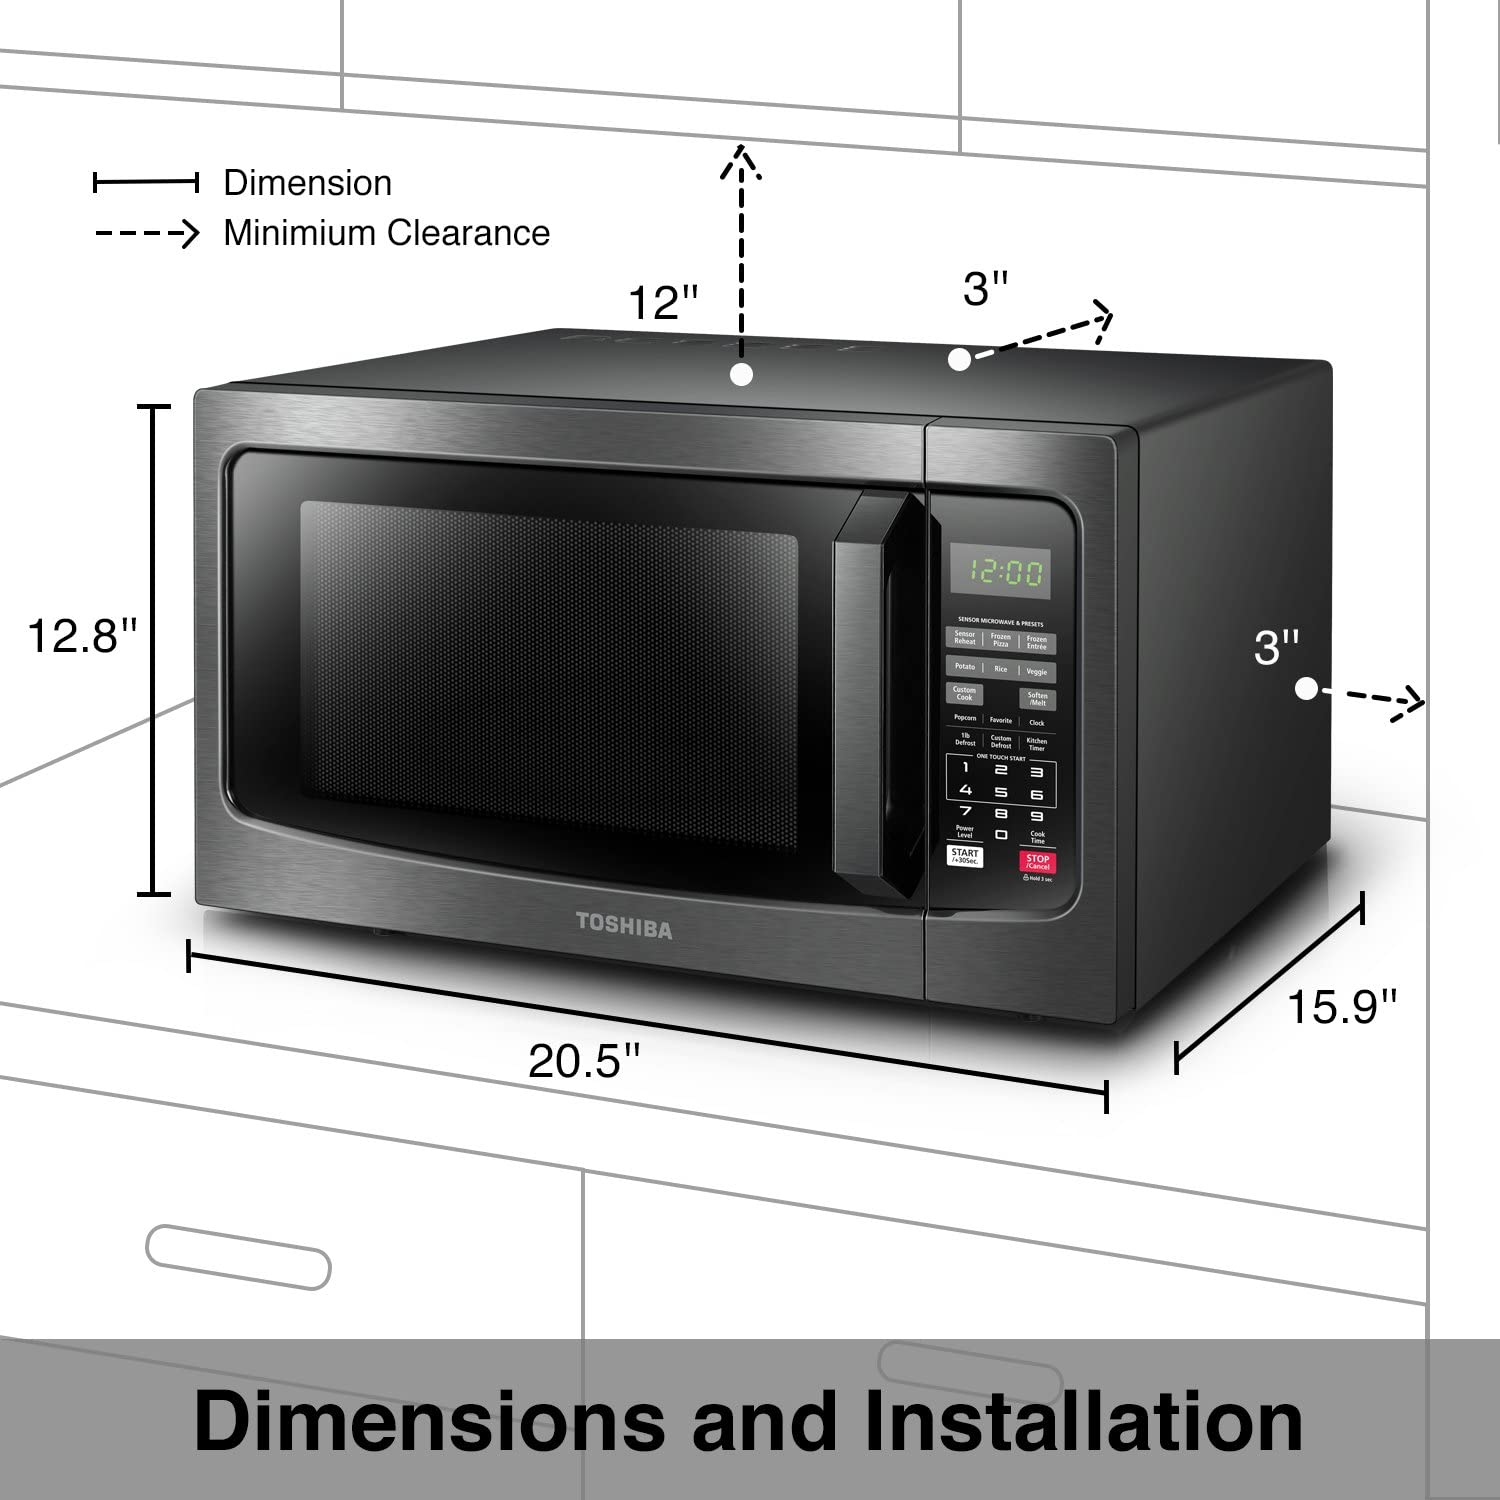 Dimension
Minimium Clearance
12"
3"
12.8"
3"
12:00
SENSOR MICROWAVE & PRESETS
Sensor Reheat | Frozen Pizza | Frozen Entrée
Potato | Rice | Veggie
Custom Cook
Soften /Melt
Popcorn | Favorite | Clock
1lb Defrost | Custom Defrost | Kitchen Timer
ONE TOUCH START
1 2 3
4 5 6
7 8 9
Power Level
0
Cook Time
START /+30Sec.
STOP /Cancel
Hold 3 sec
TOSHIBA
15.9"
20.5"
Dimensions and Installation